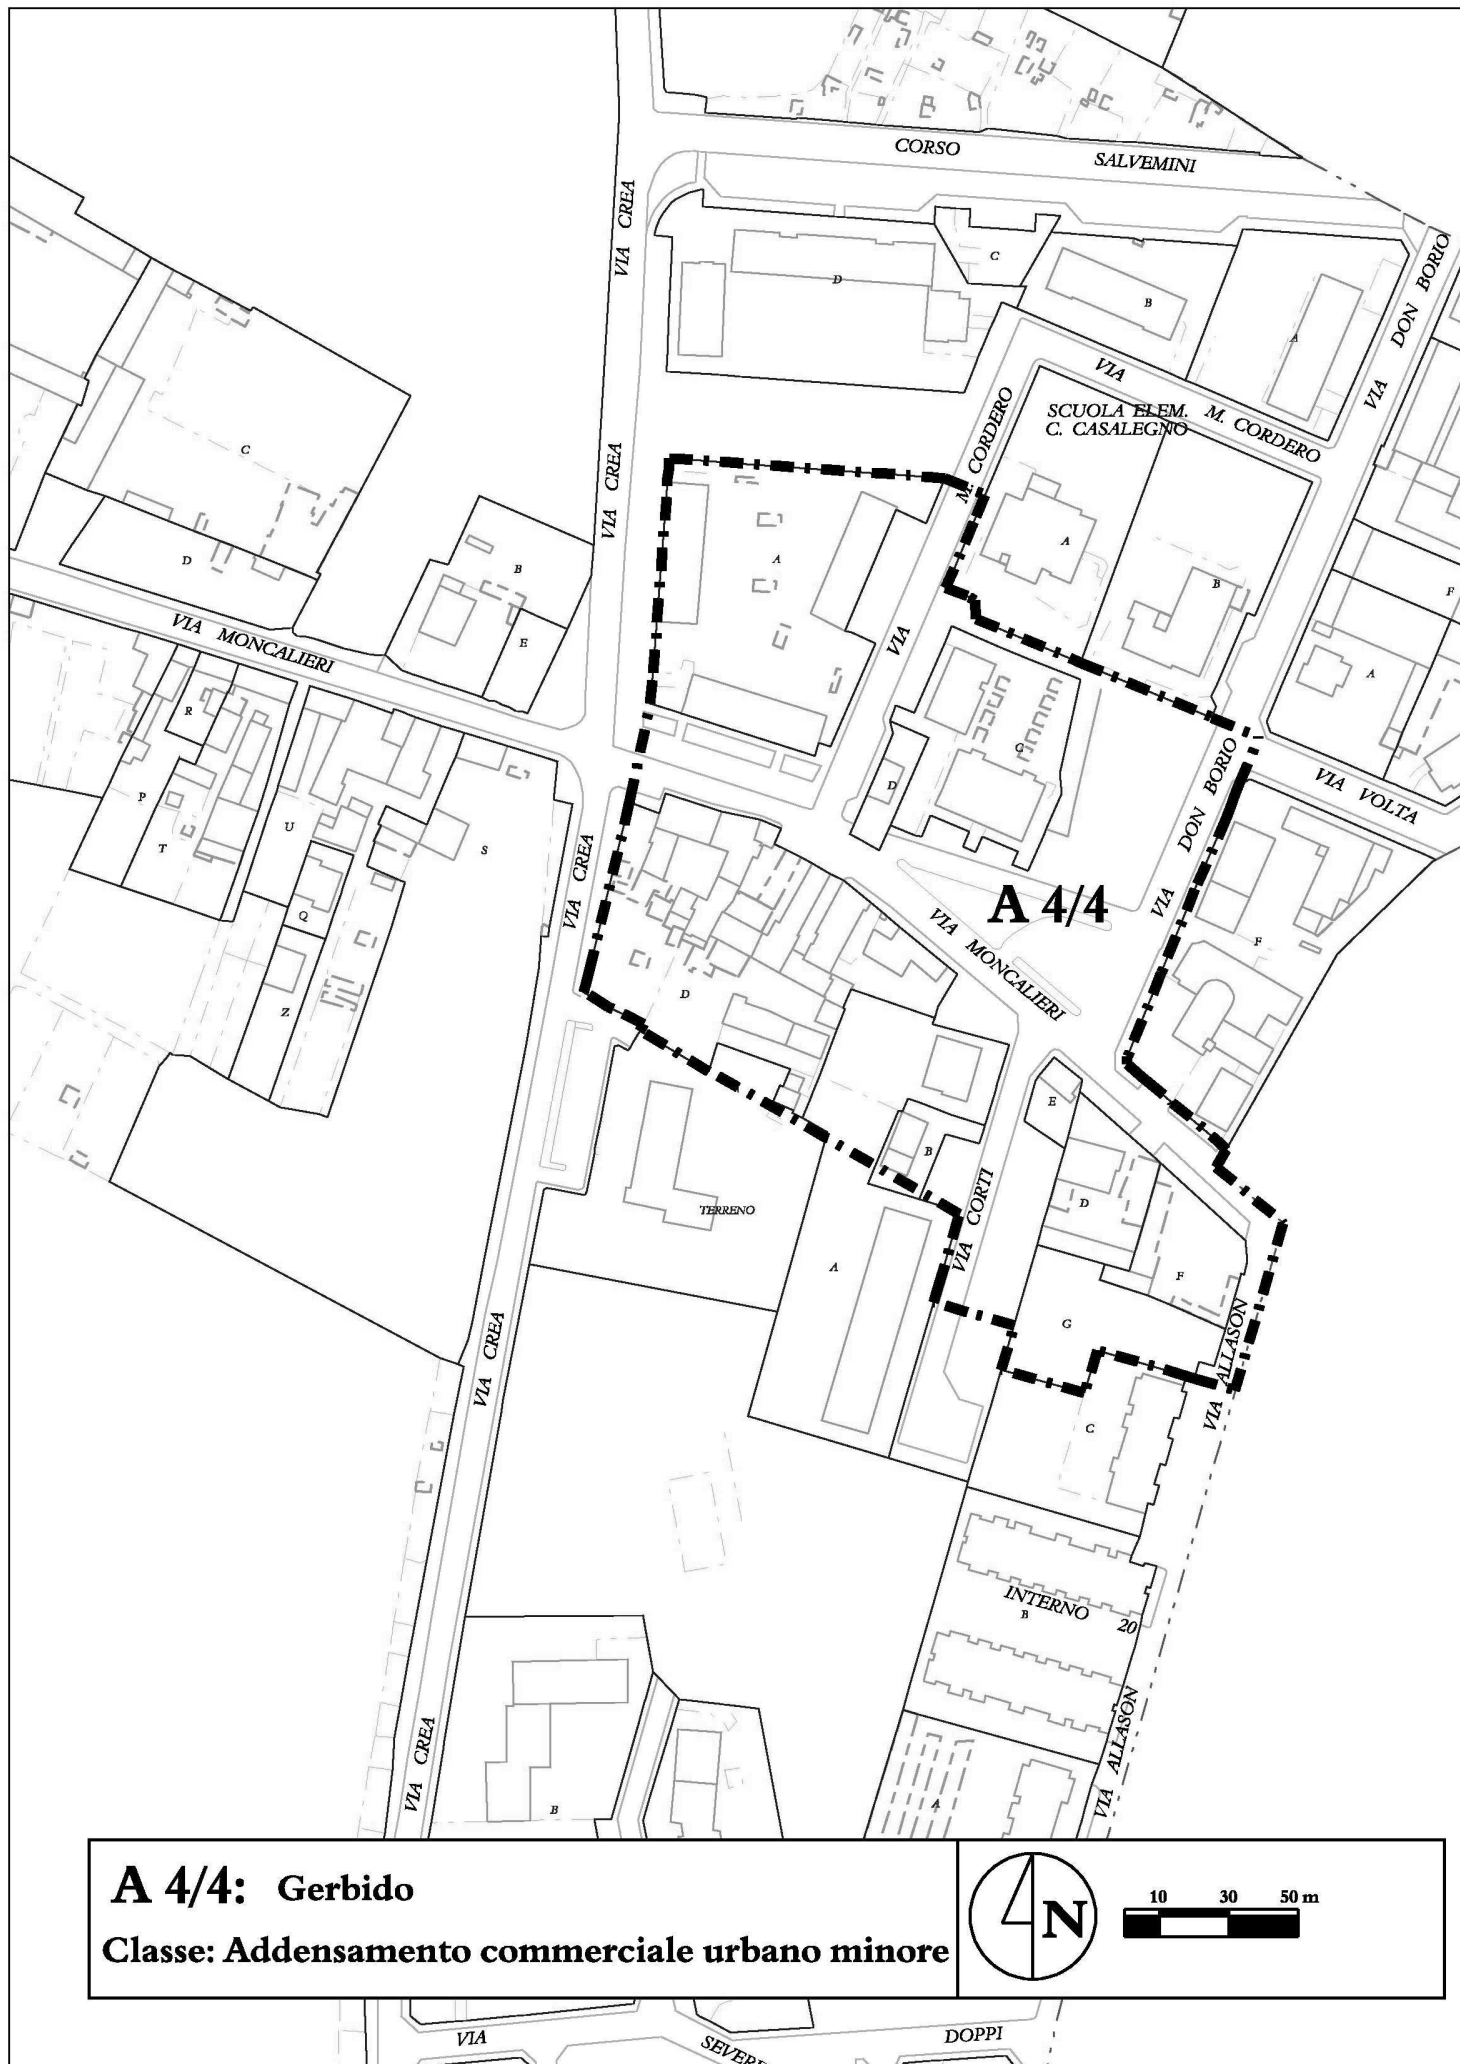 CORSO SALVEMINI
VIA CREA
C
D
B
A
VIA DON BORIO
VIA M. CORDERO
SCUOLA ELEM.
C. CASALEGNO
VIA M. CORDERO
VIA CREA
C
D
B
E
A
A
B
F
A
VIA MONCALIERI
R
P
T
U
Q
Z
S
C
D
VIA DON BORIO
VIA VOLTA
VIA CREA
A 4/4
VIA MONCALIERI
D
F
E
B
D
VIA CORTI
TERRENO
A
F
G
VIA ALLASON
C
VIA CREA
INTERNO
B
20
VIA ALLASON
VIA CREA
B
A
A 4/4: Gerbido
Classe: Addensamento commerciale urbano minore
N
10 30 50 m
VIA
DOPPI